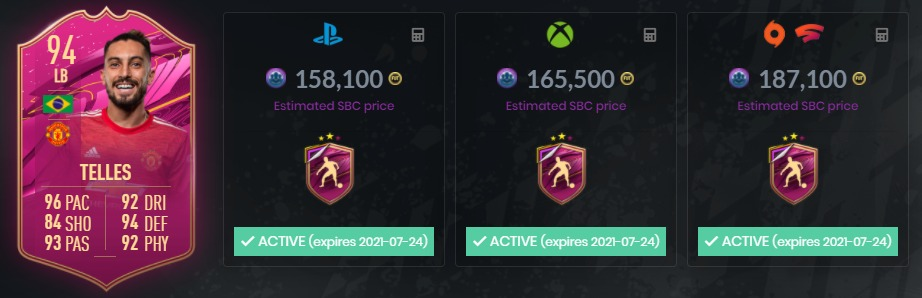 94
LB
TELLES
96 PAC 92 DRI
84 SHO 94 DEF
93 PAS 92 PHY
158,100
Estimated SBC price
ACTIVE (expires 2021-07-24)
165,500
Estimated SBC price
ACTIVE (expires 2021-07-24)
187,100
Estimated SBC price
ACTIVE (expires 2021-07-24)